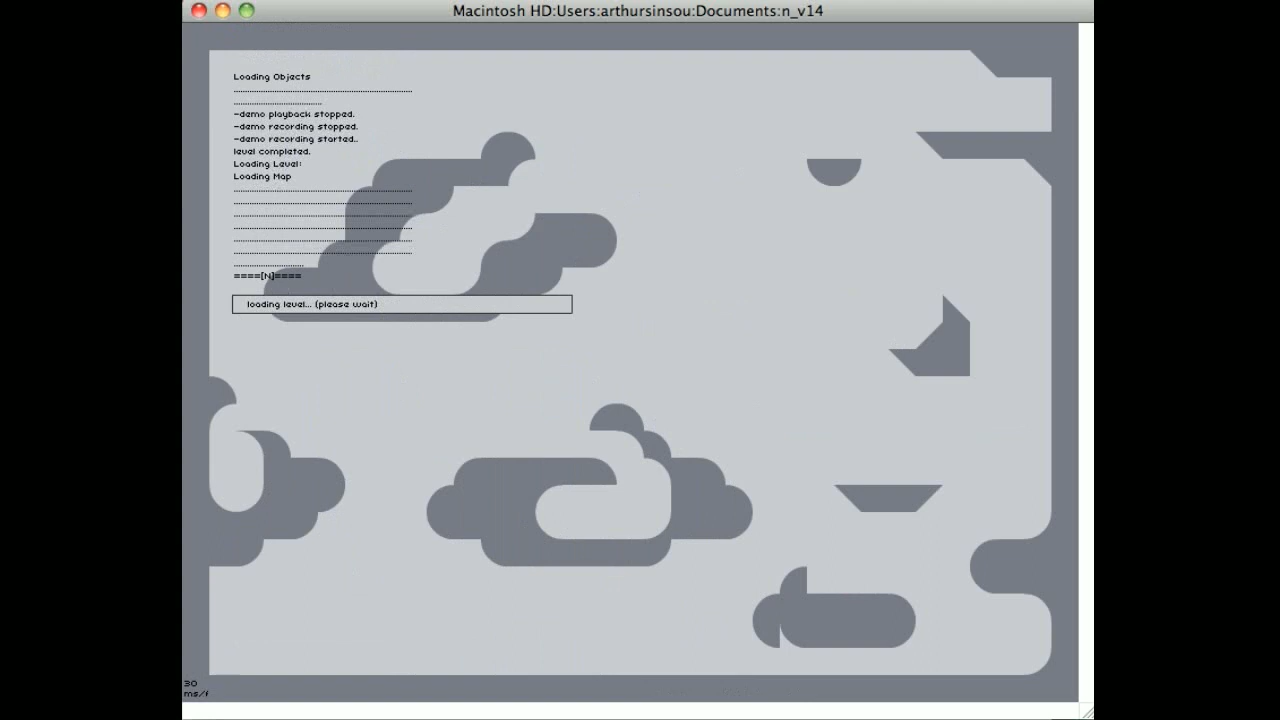 Macintosh HD:Users:arthursinsou:Documents:n_v14
Loading Objects
-demo playback stopped.
-demo recording stopped.
-demo recording started..
level completed.
Loading Level:
Loading Map
====[N]====
loading level... (please wait)
30
ms/f